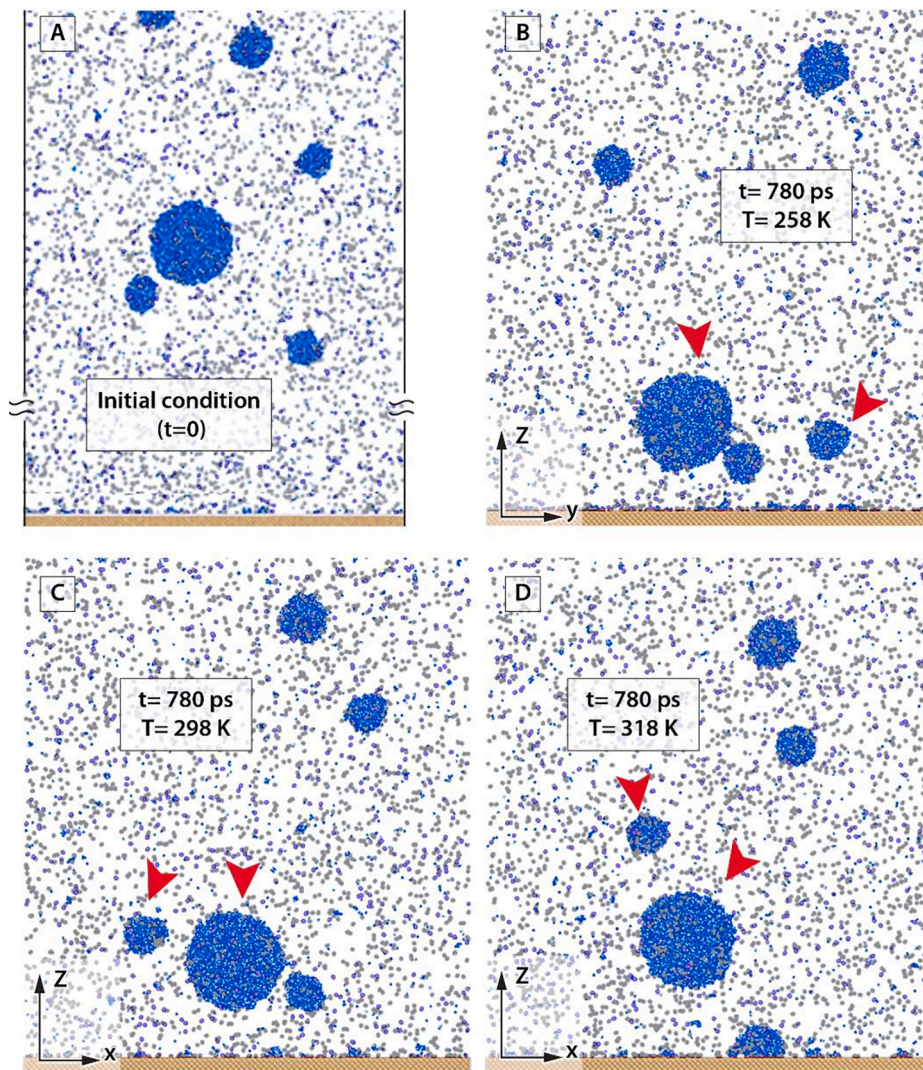 A
Initial condition
(t=0)
B
t= 780 ps
T= 258 K
Z
y
C
t= 780 ps
T= 298 K
Z
x
D
t= 780 ps
T= 318 K
Z
x